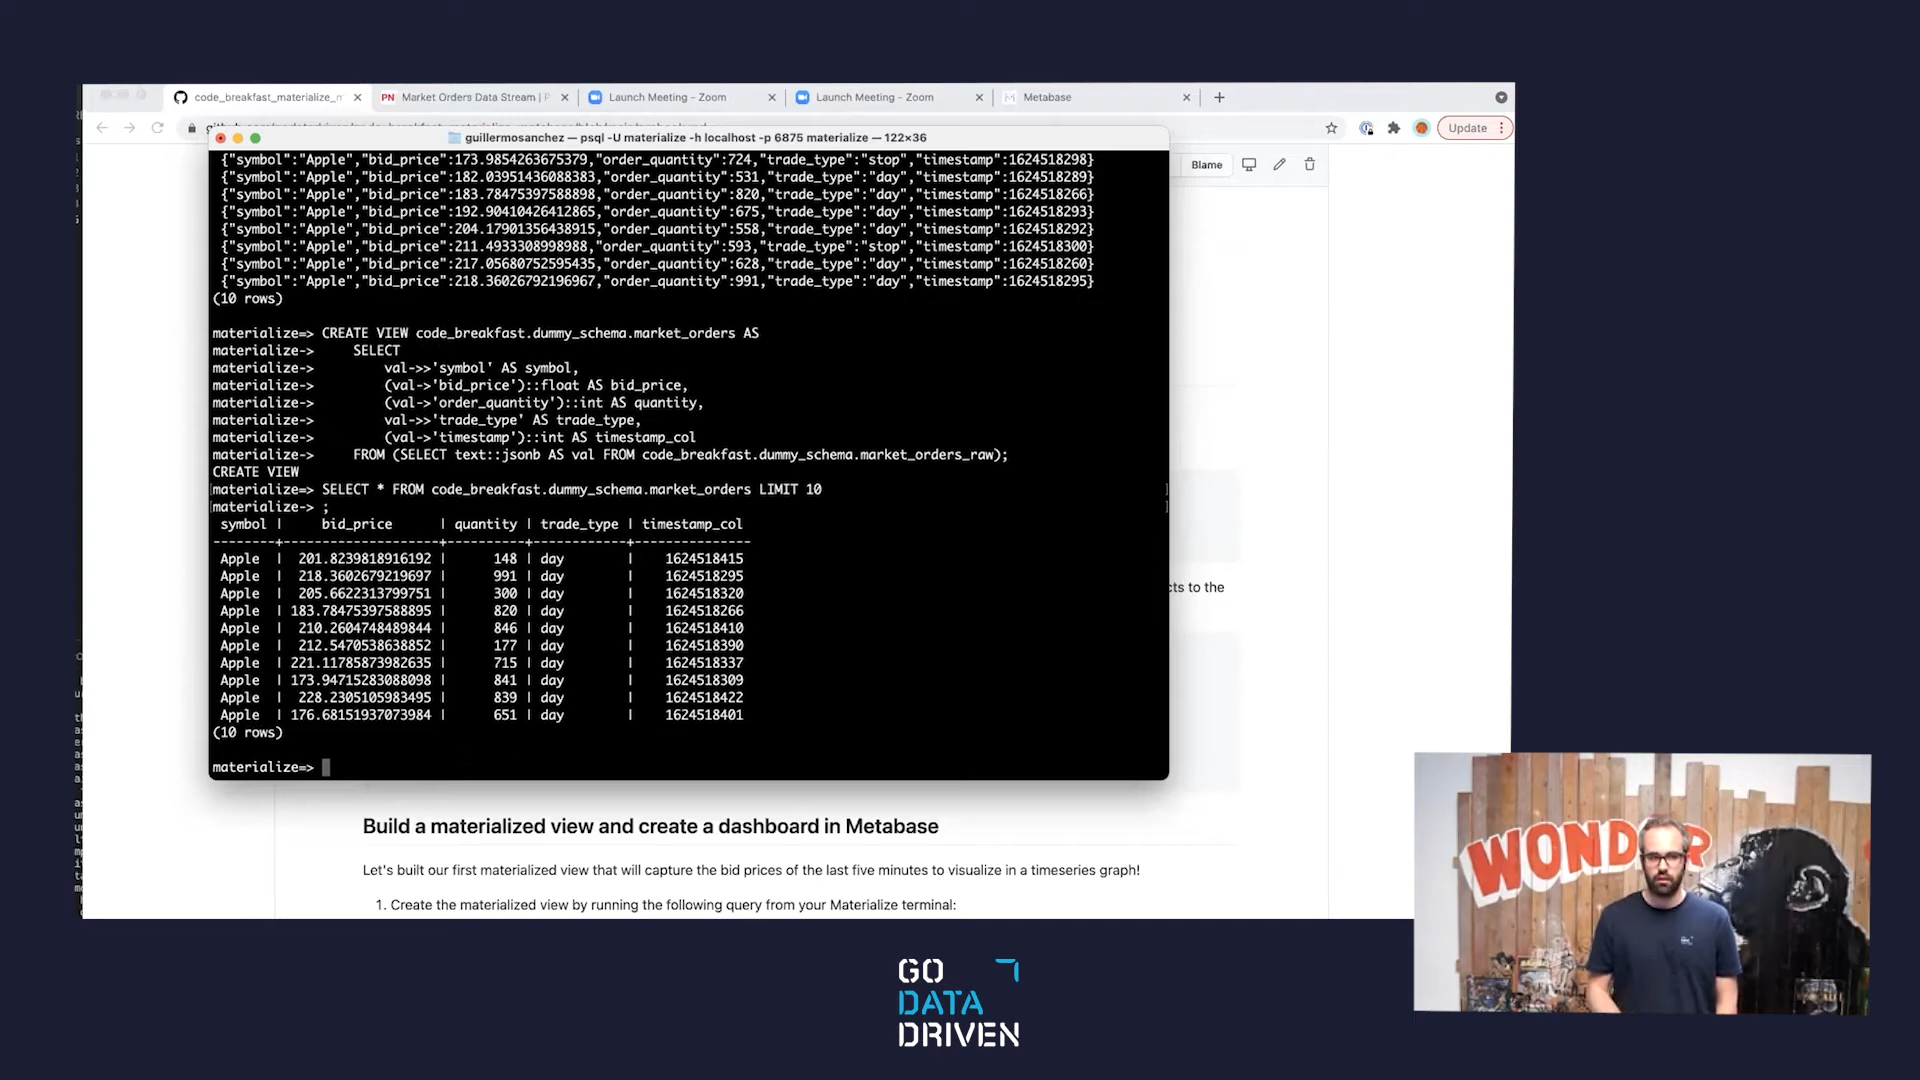 code_breakfast_materialize_m
Market Orders Data Stream | P
Launch Meeting - Zoom
Launch Meeting - Zoom
Metabase
Update
guillermosanchez — psql -U materialize -h localhost -p 6875 materialize — 122×36
Blame
{"symbol":"Apple","bid_price":173.9854263675379,"order_quantity":724,"trade_type":"stop","timestamp":1624518298}
{"symbol":"Apple","bid_price":182.03951436088383,"order_quantity":531,"trade_type":"day","timestamp":1624518289}
{"symbol":"Apple","bid_price":183.78475397588898,"order_quantity":820,"trade_type":"day","timestamp":1624518266}
{"symbol":"Apple","bid_price":192.90410426412865,"order_quantity":675,"trade_type":"day","timestamp":1624518293}
{"symbol":"Apple","bid_price":204.17901356438915,"order_quantity":558,"trade_type":"day","timestamp":1624518292}
{"symbol":"Apple","bid_price":211.4933308998988,"order_quantity":593,"trade_type":"stop","timestamp":1624518300}
{"symbol":"Apple","bid_price":217.05680752595435,"order_quantity":628,"trade_type":"day","timestamp":1624518260}
{"symbol":"Apple","bid_price":218.36026792196967,"order_quantity":991,"trade_type":"day","timestamp":1624518295}
(10 rows)
materialize=> CREATE VIEW code_breakfast.dummy_schema.market_orders AS
materialize-> SELECT
materialize-> val->>'symbol' AS symbol,
materialize-> (val->'bid_price')::float AS bid_price,
materialize-> (val->'order_quantity')::int AS quantity,
materialize-> val->>'trade_type' AS trade_type,
materialize-> (val->'timestamp')::int AS timestamp_col
materialize-> FROM (SELECT text::jsonb AS val FROM code_breakfast.dummy_schema.market_orders_raw);
CREATE VIEW
materialize=> SELECT * FROM code_breakfast.dummy_schema.market_orders LIMIT 10
materialize-> ;
symbol | bid_price | quantity | trade_type | timestamp_col
--------+--------------------+----------+------------+---------------
Apple | 201.8239818916192 | 148 | day | 1624518415
Apple | 218.3602679219697 | 991 | day | 1624518295
Apple | 205.6622313799751 | 300 | day | 1624518320
Apple | 183.78475397588895 | 820 | day | 1624518266
Apple | 210.2604748489844 | 846 | day | 1624518410
Apple | 212.5470538638852 | 177 | day | 1624518390
Apple | 221.11785873982635 | 715 | day | 1624518337
Apple | 173.94715283088098 | 841 | day | 1624518309
Apple | 228.2305105983495 | 839 | day | 1624518422
Apple | 176.68151937073984 | 651 | day | 1624518401
(10 rows)
materialize=>
cts to the
Build a materialized view and create a dashboard in Metabase
Let's built our first materialized view that will capture the bid prices of the last five minutes to visualize in a timeseries graph!
1. Create the materialized view by running the following query from your Materialize terminal:
WONDER
GO
DATA
DRIVEN